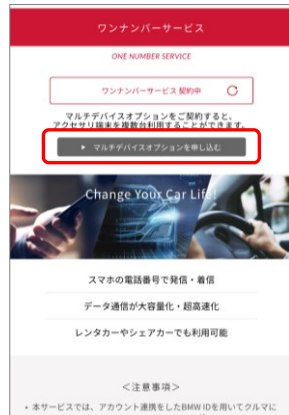 ワンナンバーサービス
ONE NUMBER SERVICE
ワンナンバーサービス 契約中
マルチデバイスオプションをご契約すると、
アクセサリ端末を複数台利用することができます。
▶ マルチデバイスオプションを申し込む
Change Your Car Life!
スマホの電話番号で発信・着信
データ通信が大容量化・超高速化
レンタカーやシェアカーでも利用可能
＜注意事項＞
• 本サービスでは、アカウント連携をしたBMW IDを用いてクルマに